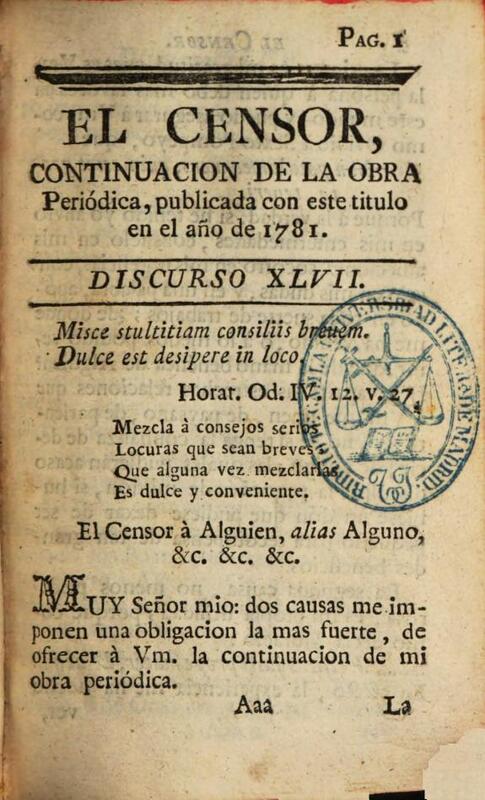 PAG. 1
EL CENSOR,
CONTINUACION DE LA OBRA
Periódica, publicada con este titulo
en el año de 1781.
DISCURSO XLVII.
Misce stultitiam consiliis breuem.
Dulce est desipere in loco.
Horat. Od. IV. 12. v. 27.
Mezcla à consejos serios
Locuras que sean breves:
Que alguna vez mezclarlas
Es dulce y conveniente.
El Censor à Alguien, alias Alguno,
&c. &c. &c.
MUY Señor mio: dos causas me im-
ponen una obligacion la mas fuerte, de
ofrecer à Vm. la continuacion de mi
obra periódica.
Aaa La